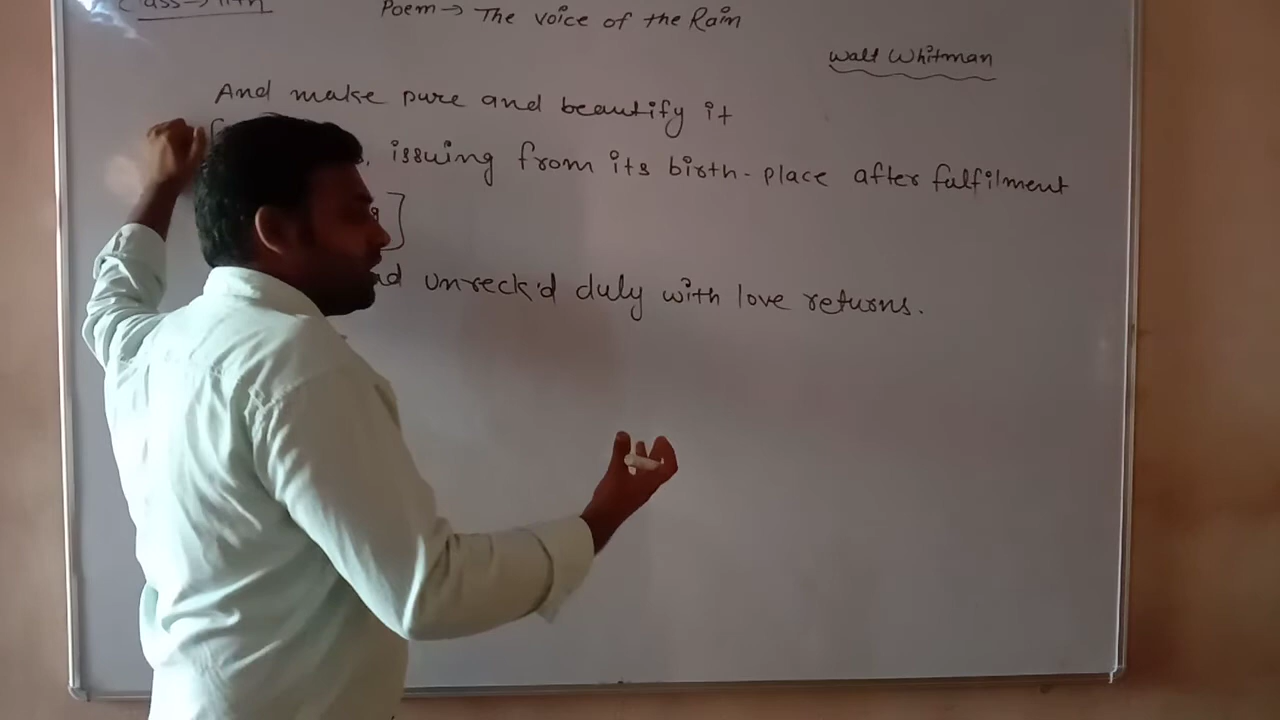 Class → 11th
Poem → The voice of the Rain
Walt Whitman
And make pure and beautify it
issuing from its birth-place after fulfilment
]
unreck'd duly with love returns.